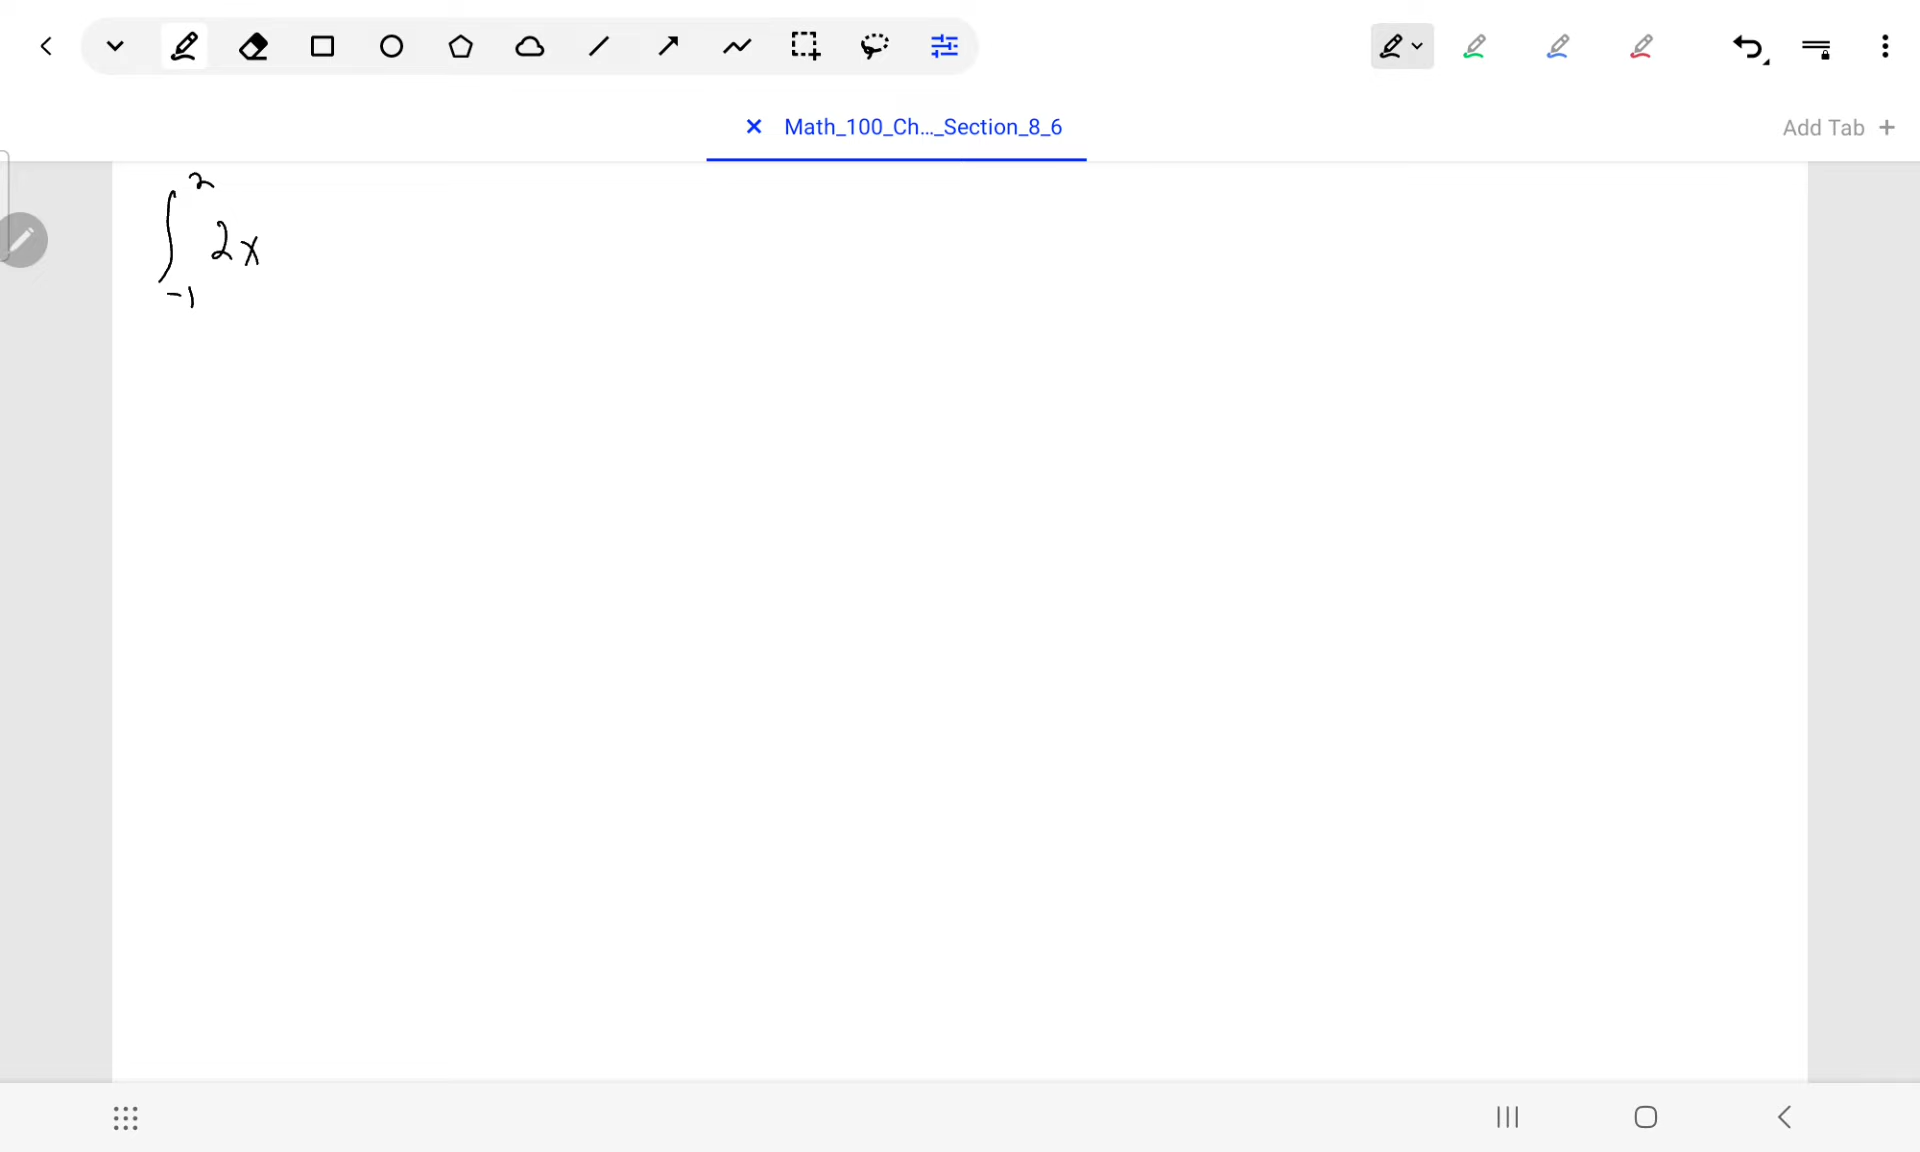 Math_100_Ch..._Section_8_6
Add Tab +
∫_{-1}^{2} 2x